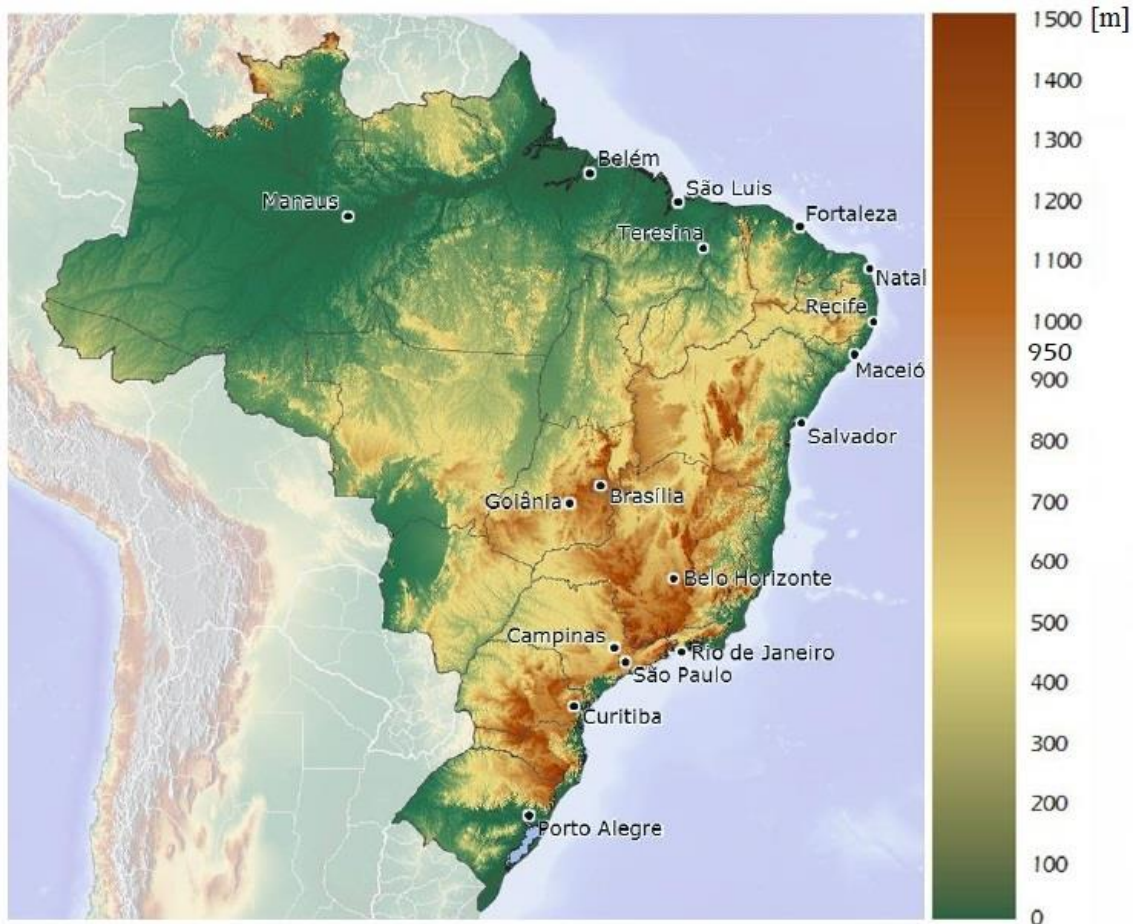 Belém
São Luis
Manaus
Fortaleza
Teresina
Natal
Recife
Maceió
Salvador
Brasília
Goiânia
Belo Horizonte
Campinas
Rio de Janeiro
São Paulo
Curitiba
Porto Alegre
1500 [m]
1400
1300
1200
1100
1000
950
900
800
700
600
500
400
300
200
100
0